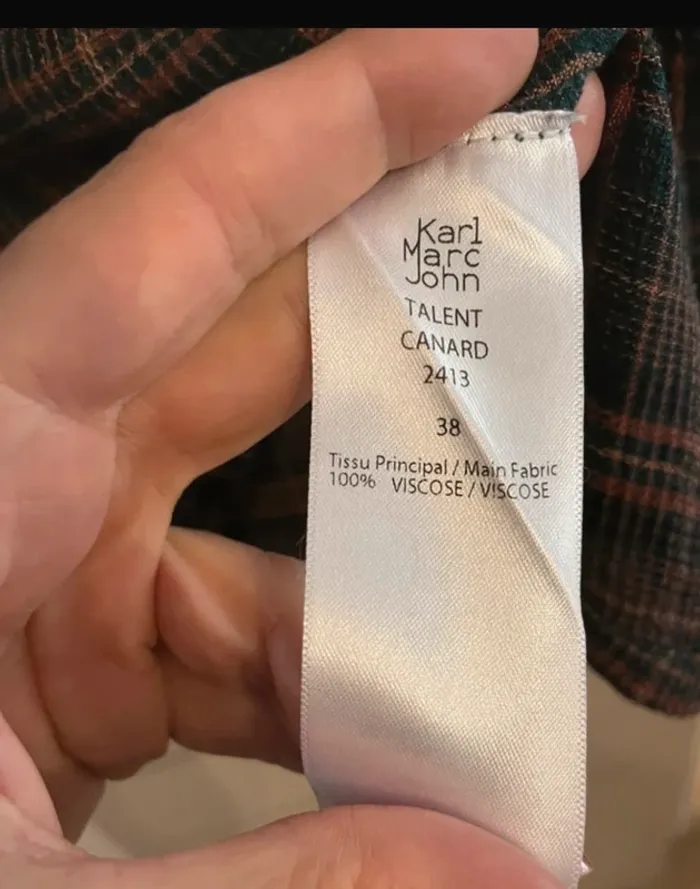 Karl
Marc
John
TALENT
CANARD
2413
38
Tissu Principal / Main Fabric
100% VISCOSE / VISCOSE